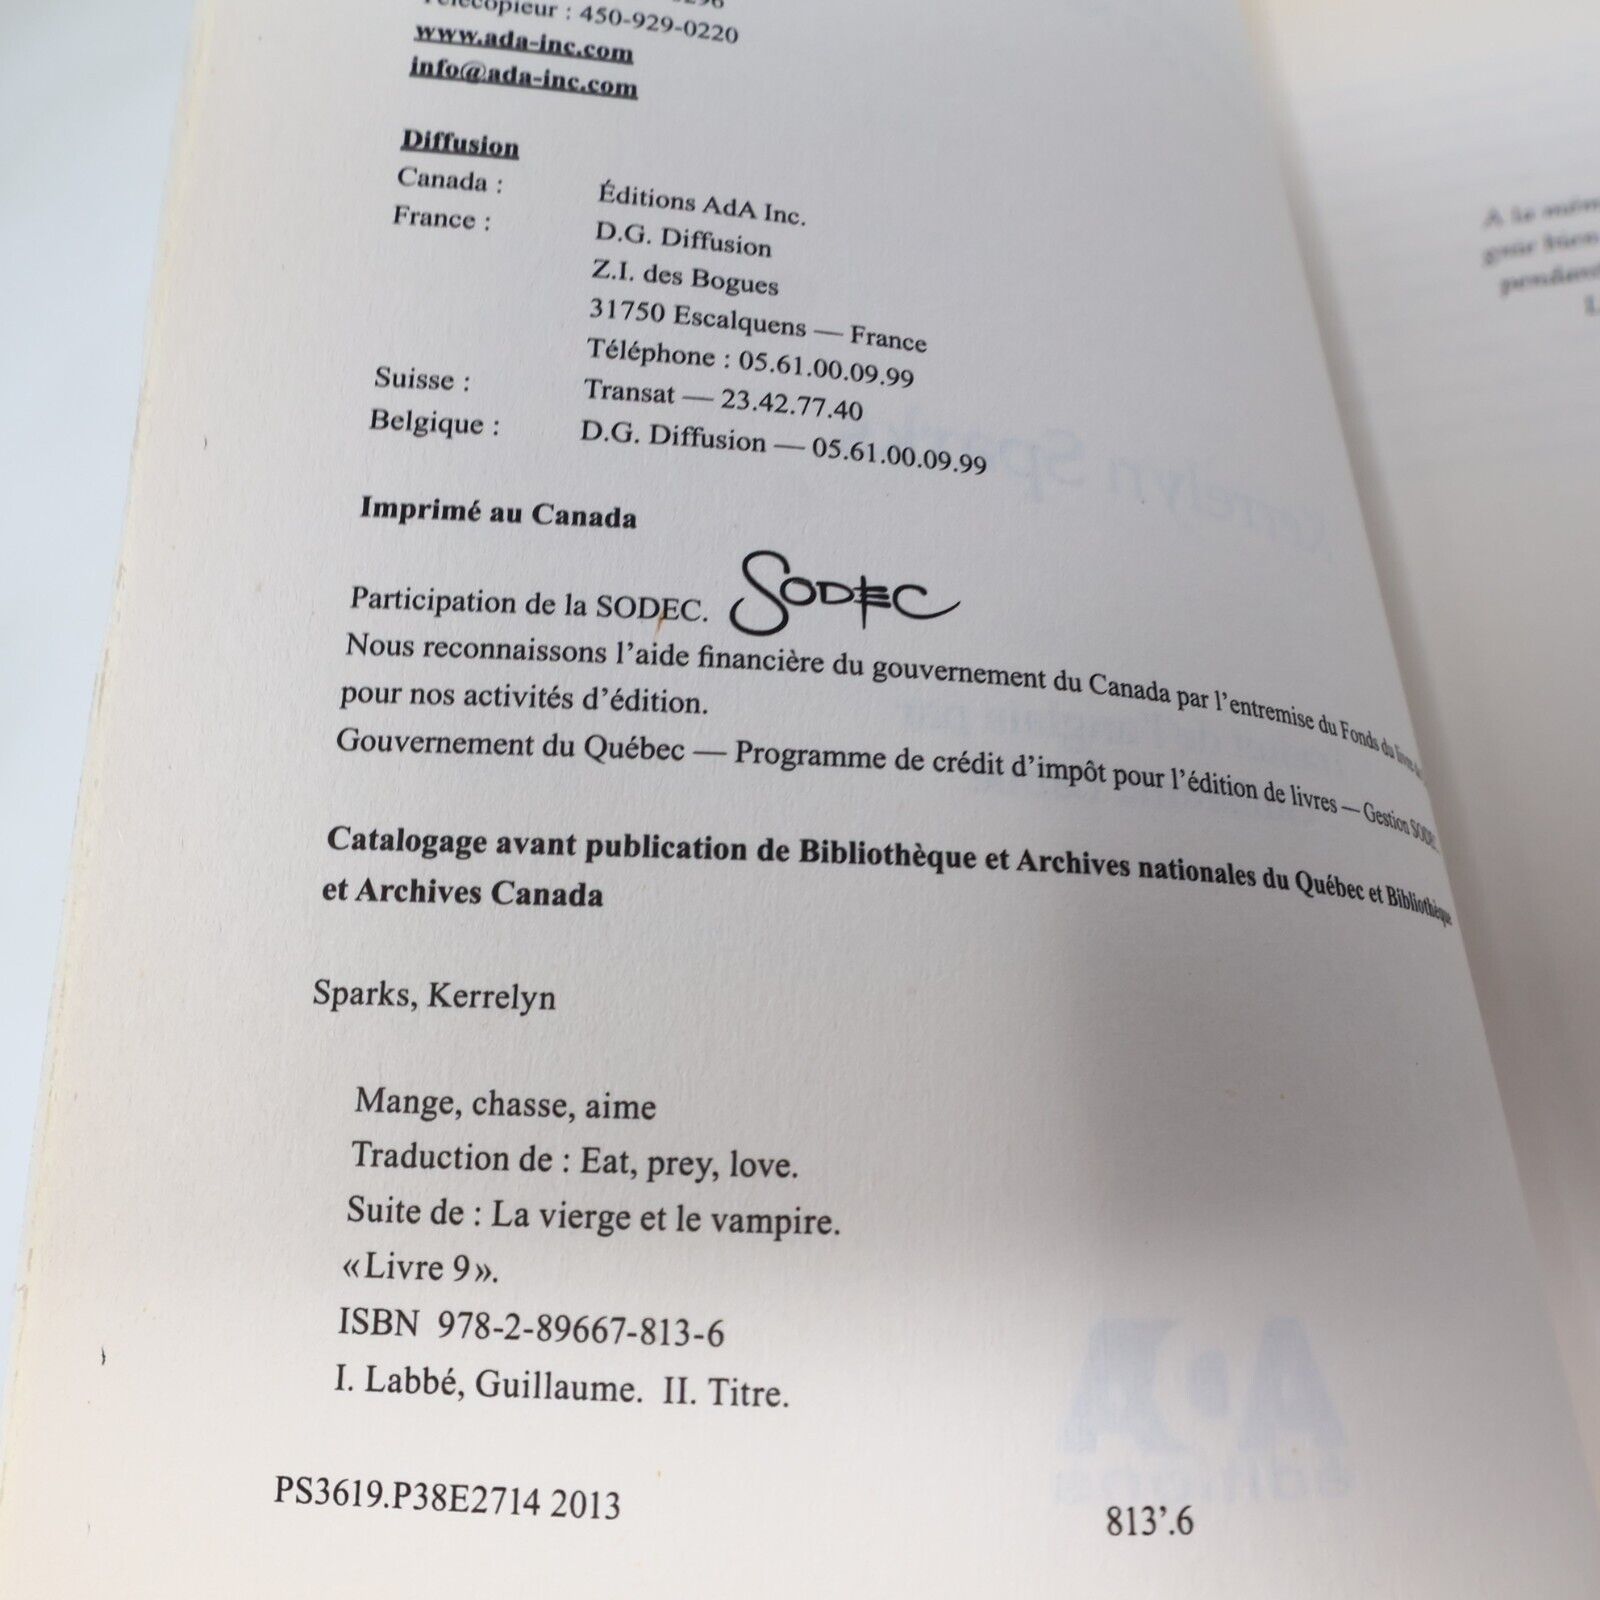 Télécopieur : 450-929-0220
www.ada-inc.com
info@ada-inc.com
Diffusion
Canada : Éditions AdA Inc.
France : D.G. Diffusion
Z.I. des Bogues
31750 Escalquens — France
Téléphone : 05.61.00.09.99
Suisse : Transat — 23.42.77.40
Belgique : D.G. Diffusion — 05.61.00.09.99
Imprimé au Canada
Participation de la SODEC. SODEC
Nous reconnaissons l’aide financière du gouvernement du Canada par l’entremise du Fonds du livre du
pour nos activités d’édition.
Gouvernement du Québec — Programme de crédit d’impôt pour l’édition de livres — Gestion SODEC.
Catalogage avant publication de Bibliothèque et Archives nationales du Québec et Bibliothèque
et Archives Canada
Sparks, Kerrelyn
Mange, chasse, aime
Traduction de : Eat, prey, love.
Suite de : La vierge et le vampire.
«Livre 9».
ISBN 978-2-89667-813-6
I. Labbé, Guillaume. II. Titre.
PS3619.P38E2714 2013 813’.6